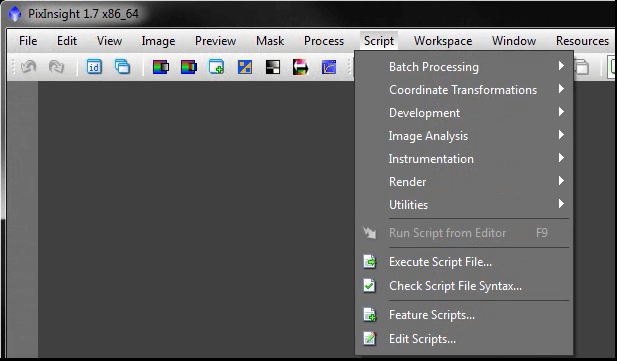 PixInsight 1.7 x86_64
File Edit View Image Preview Mask Process Script Workspace Window Resources
id
Batch Processing
Coordinate Transformations
Development
Image Analysis
Instrumentation
Render
Utilities
Run Script from Editor F9
Execute Script File...
Check Script File Syntax...
Feature Scripts...
Edit Scripts...